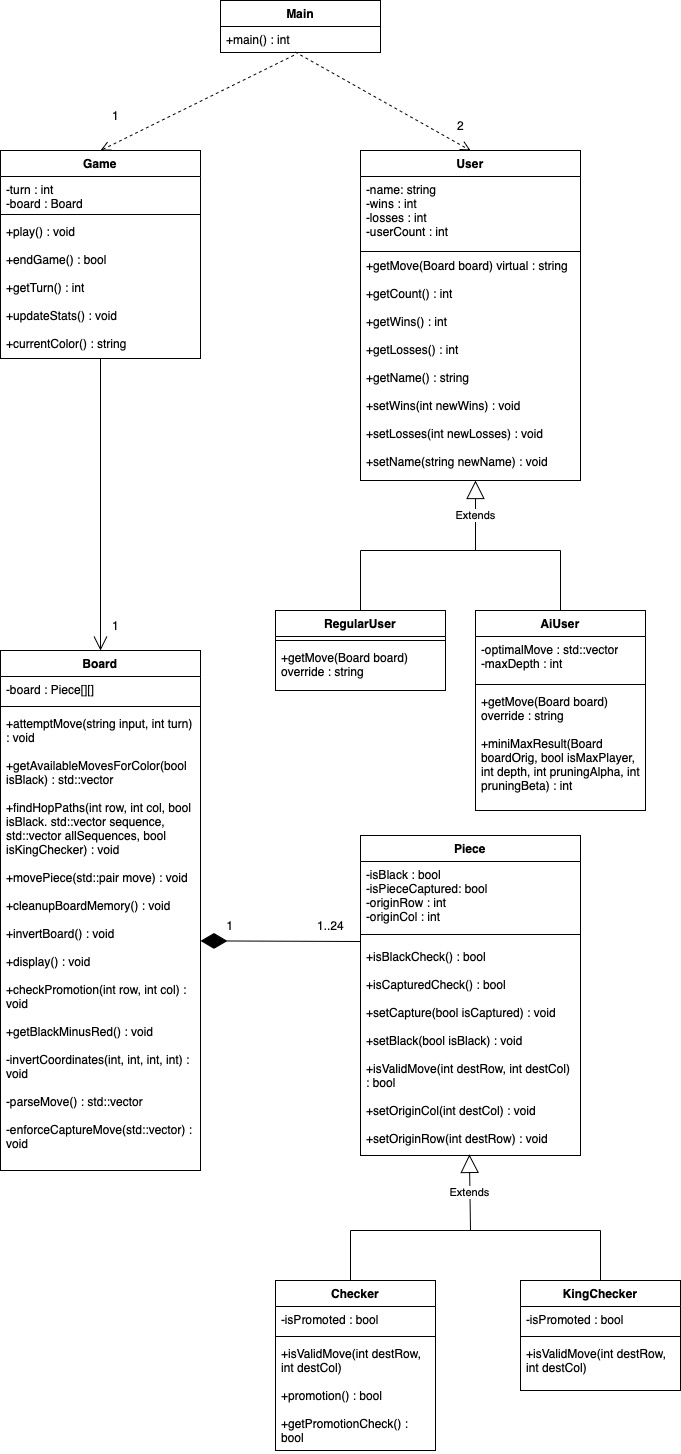 Main
+main() : int
1
2
Game
-turn : int
-board : Board
+play() : void
+endGame() : bool
+getTurn() : int
+updateStats() : void
+currentColor() : string
User
-name: string
-wins : int
-losses : int
-userCount : int
+getMove(Board board) virtual : string
+getCount() : int
+getWins() : int
+getLosses() : int
+getName() : string
+setWins(int newWins) : void
+setLosses(int newLosses) : void
+setName(string newName) : void
Extends
RegularUser
+getMove(Board board)
override : string
AiUser
-optimalMove : std::vector
-maxDepth : int
+getMove(Board board)
override : string
+miniMaxResult(Board
boardOrig, bool isMaxPlayer,
int depth, int pruningAlpha, int
pruningBeta) : int
1
Board
-board : Piece[][]
+attemptMove(string input, int turn)
: void
+getAvailableMovesForColor(bool
isBlack) : std::vector
+findHopPaths(int row, int col, bool
isBlack. std::vector sequence,
std::vector allSequences, bool
isKingChecker) : void
+movePiece(std::pair move) : void
+cleanupBoardMemory() : void
+invertBoard() : void
+display() : void
+checkPromotion(int row, int col) :
void
+getBlackMinusRed() : void
-invertCoordinates(int, int, int, int) :
void
-parseMove() : std::vector
-enforceCaptureMove(std::vector) :
void
1
1..24
Piece
-isBlack : bool
-isPieceCaptured: bool
-originRow : int
-originCol : int
+isBlackCheck() : bool
+isCapturedCheck() : bool
+setCapture(bool isCaptured) : void
+setBlack(bool isBlack) : void
+isValidMove(int destRow, int destCol)
: bool
+setOriginCol(int destCol) : void
+setOriginRow(int destRow) : void
Extends
Checker
-isPromoted : bool
+isValidMove(int destRow,
int destCol)
+promotion() : bool
+getPromotionCheck() :
bool
KingChecker
-isPromoted : bool
+isValidMove(int destRow,
int destCol)